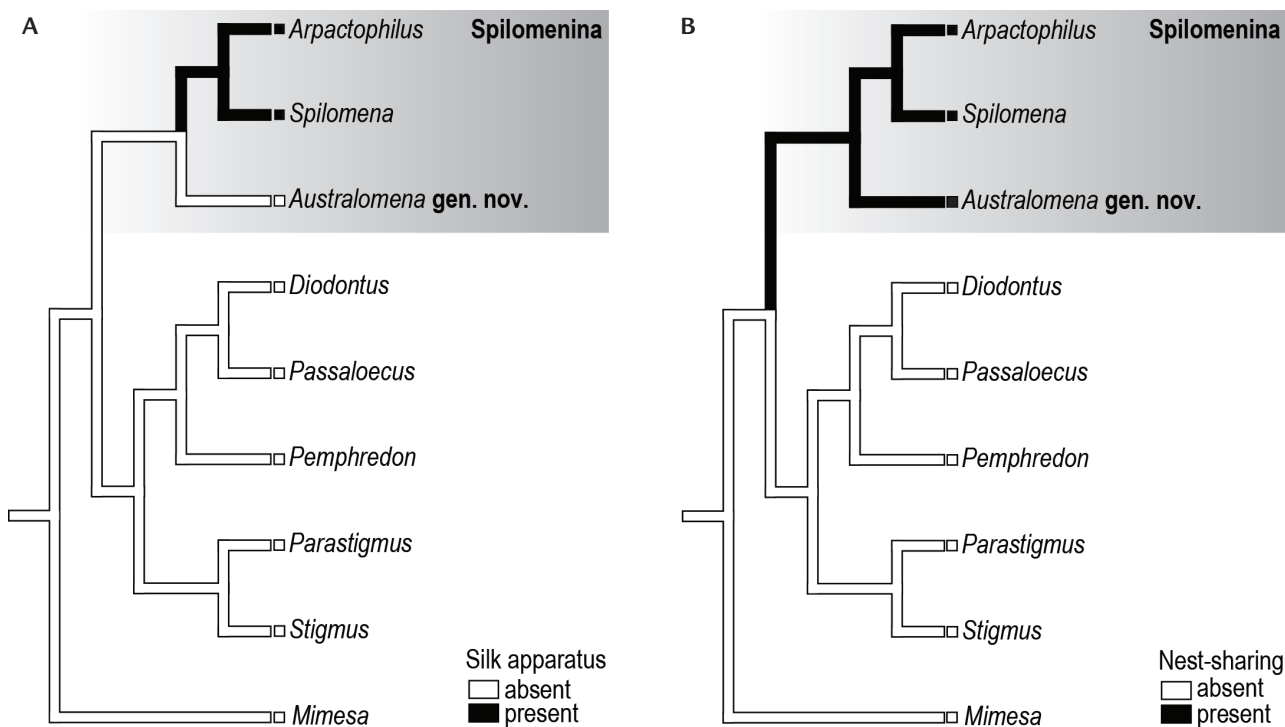 A
Arpactophilus Spilomenina
Spilomena
Australomena gen. nov.
Diodontus
Passaloecus
Pemphredon
Parastigmus
Stigmus
Mimesa
Silk apparatus
absent
present
B
Arpactophilus Spilomenina
Spilomena
Australomena gen. nov.
Diodontus
Passaloecus
Pemphredon
Parastigmus
Stigmus
Mimesa
Nest-sharing
absent
present